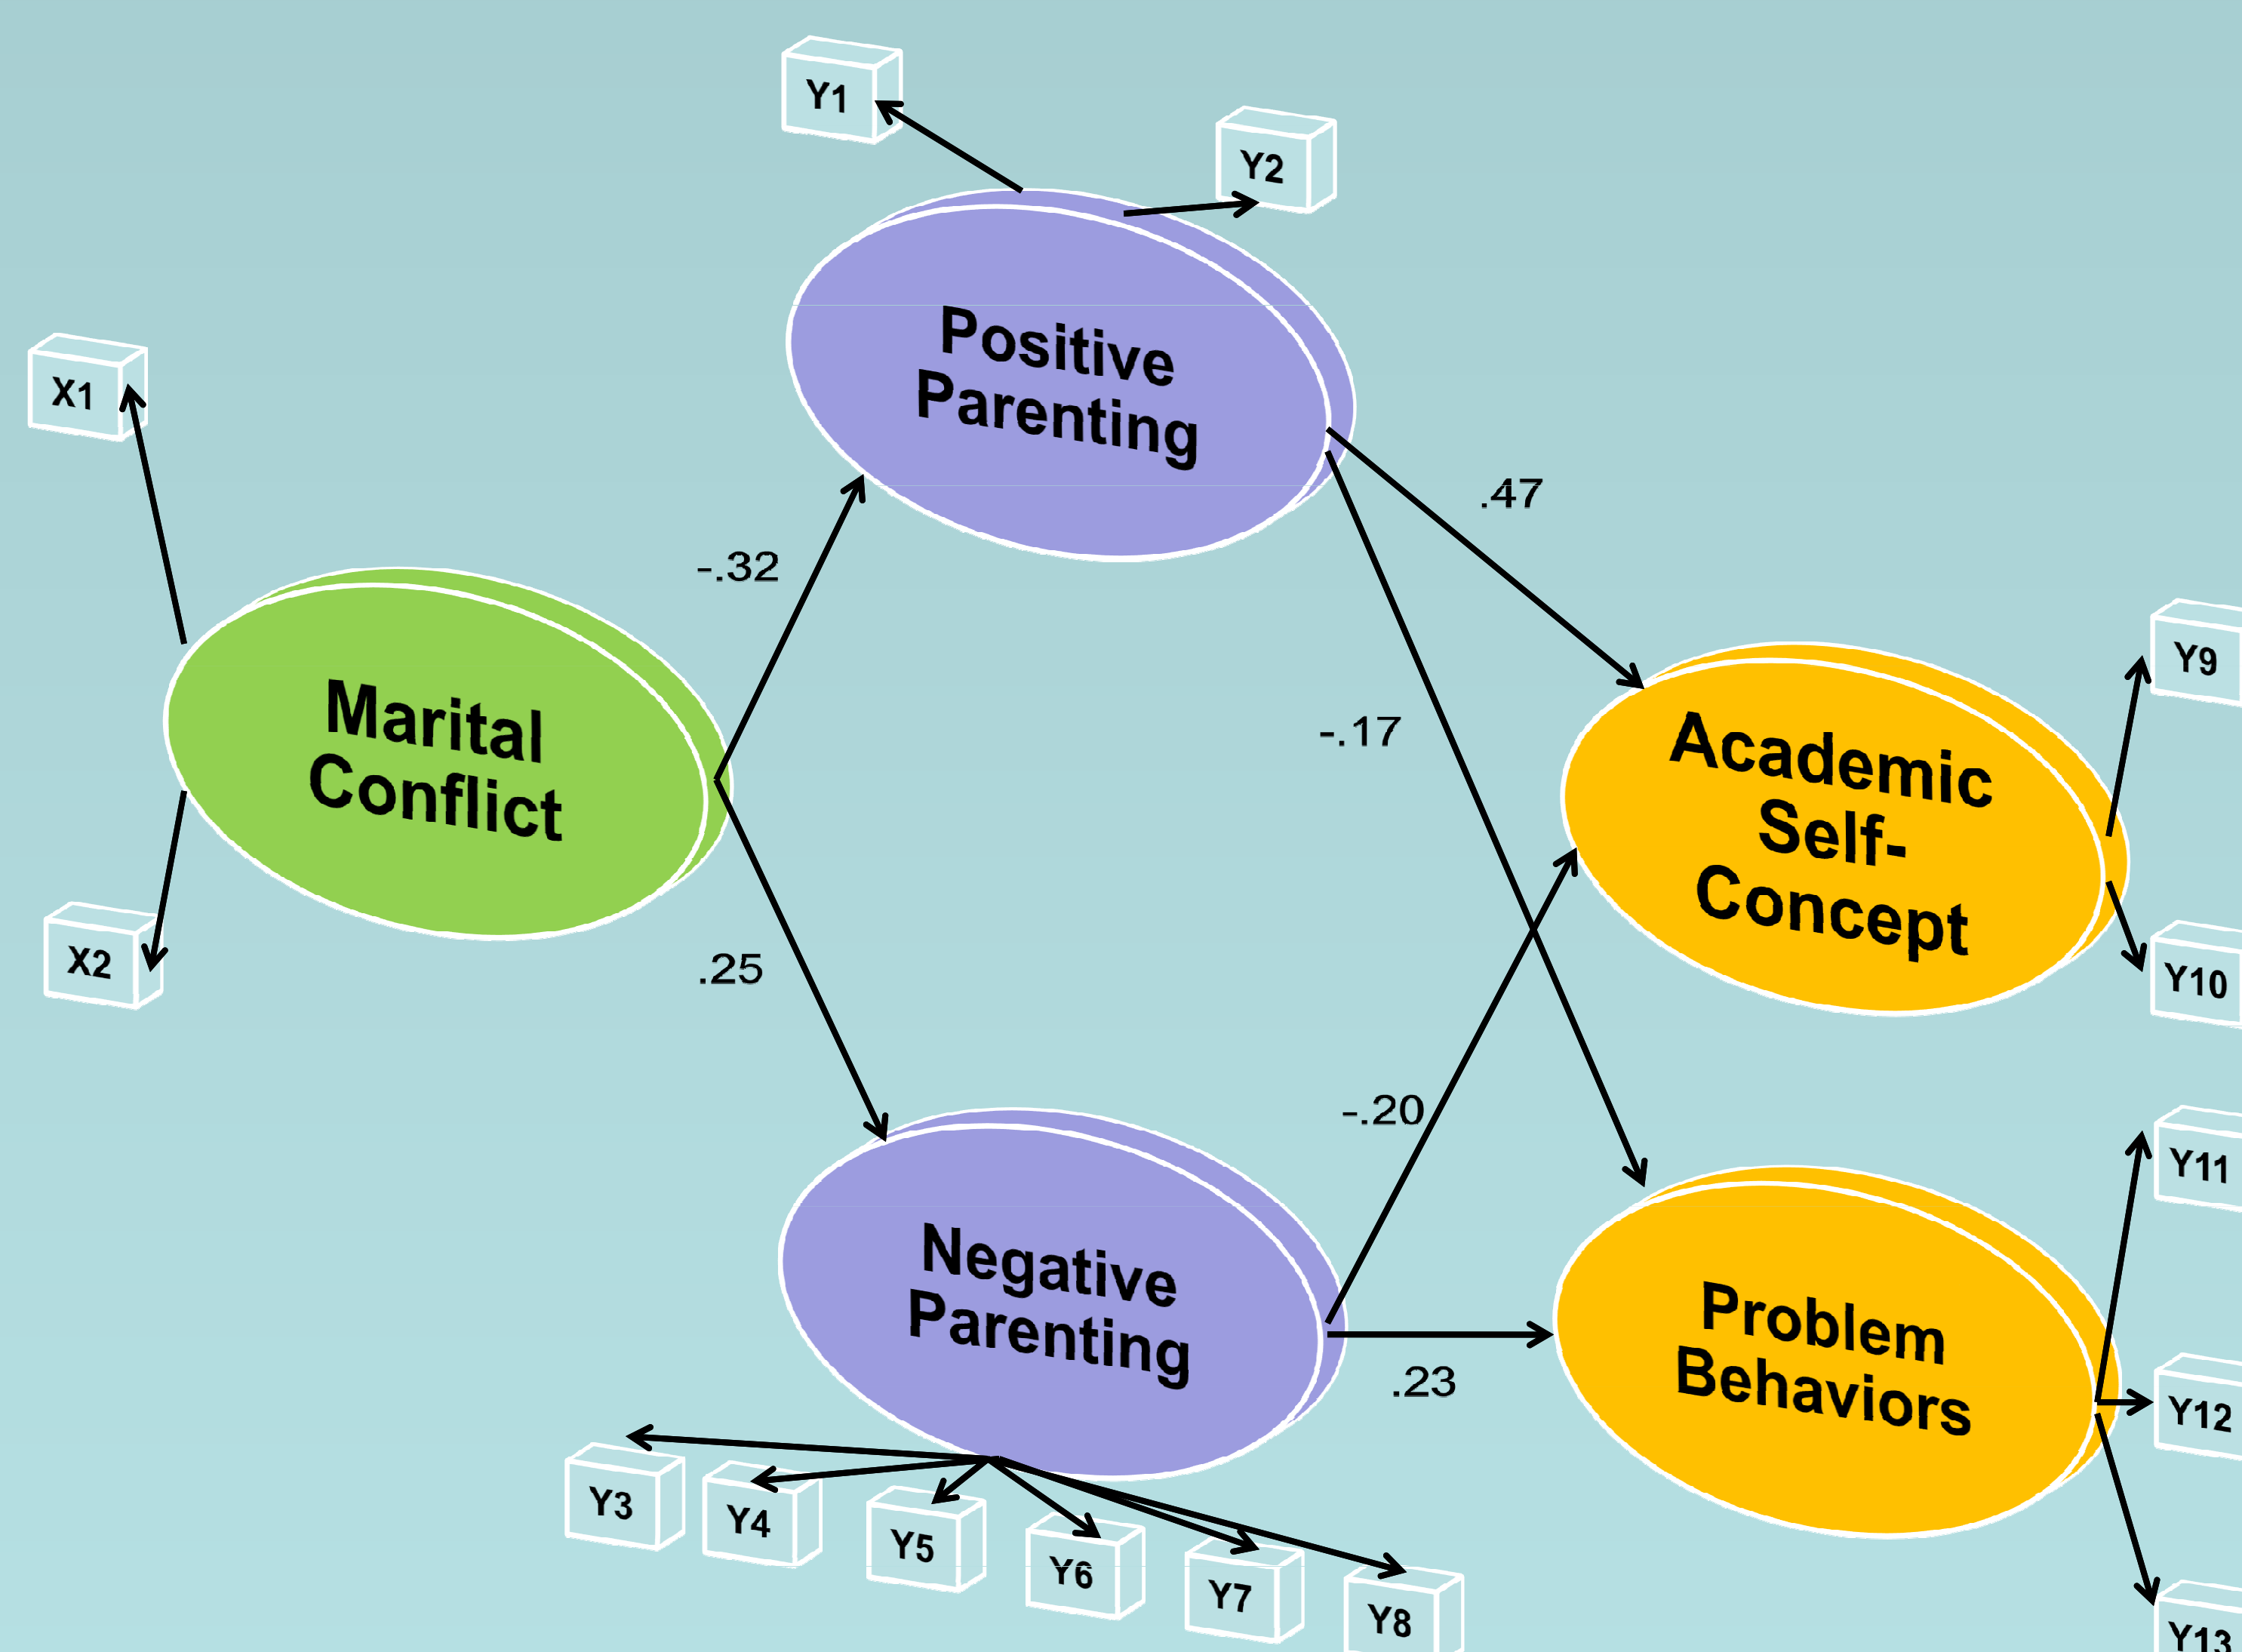 Y1
Y2
Positive
Parenting
X1
.47
-.32
Y9
Marital
Conflict
-.17
Academic
Self-
Concept
X2
.25
Y10
-.20
Y11
Negative
Parenting
Problem
Behaviors
.23
Y12
Y3
Y4
Y5
Y6
Y7
Y8
Y13